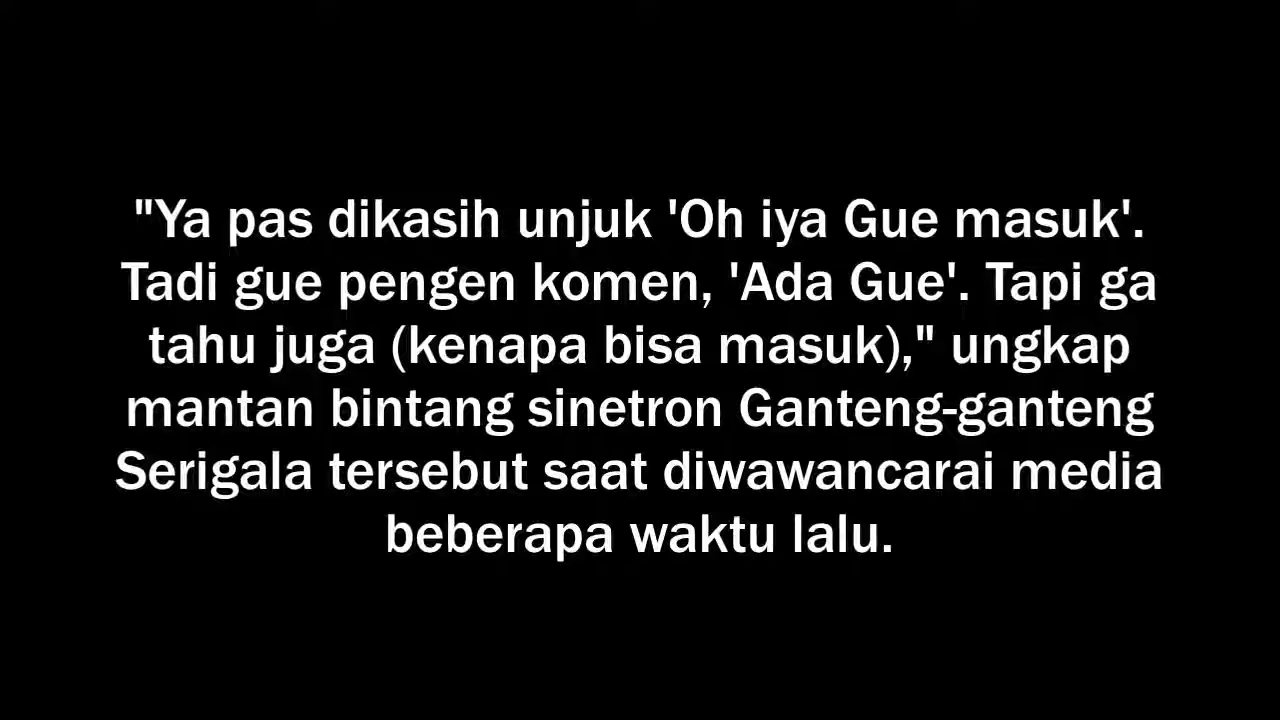 "Ya pas dikasih unjuk 'Oh iya Gue masuk'.
Tadi gue pengen komen, 'Ada Gue'. Tapi ga
tahu juga (kenapa bisa masuk)," ungkap
mantan bintang sinetron Ganteng-ganteng
Serigala tersebut saat diwawancarai media
beberapa waktu lalu.